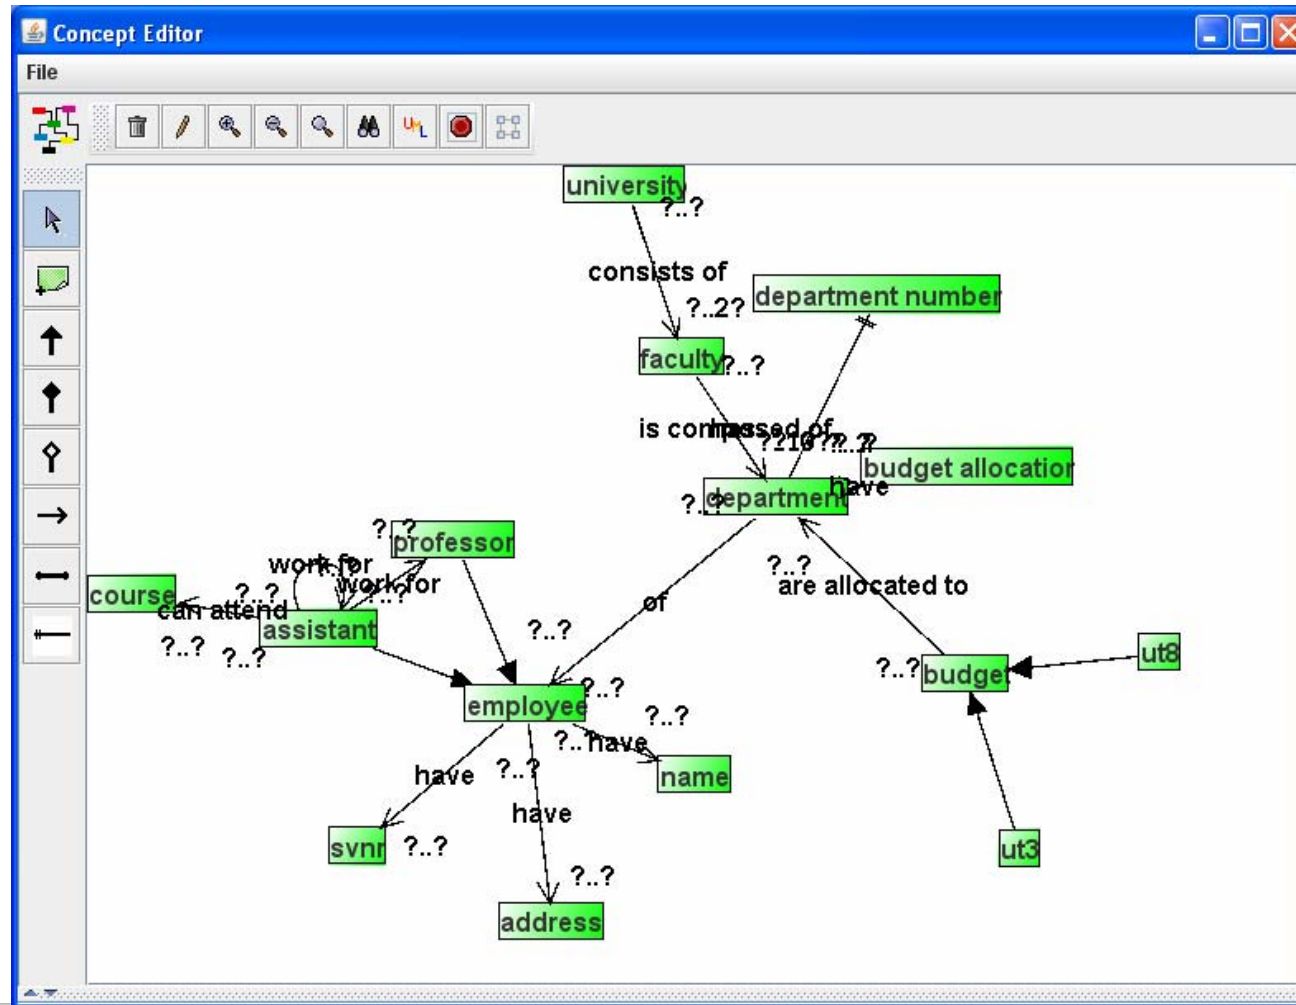 Concept Editor
File
UML
university
?..?
consists of
?..2?
department number
faculty
?..?
is composed of
has
budget allocation
have
department
?..?
professor
?..?
work for
work for
?..?
?..?
course
can attend
assistant
?..?
?..?
?..?
are allocated to
of
?..?
ut8
?..?
budget
?..?
employee
?..?
?..?
have
?..?
name
have
have
svnr
?..?
ut3
?..?
address